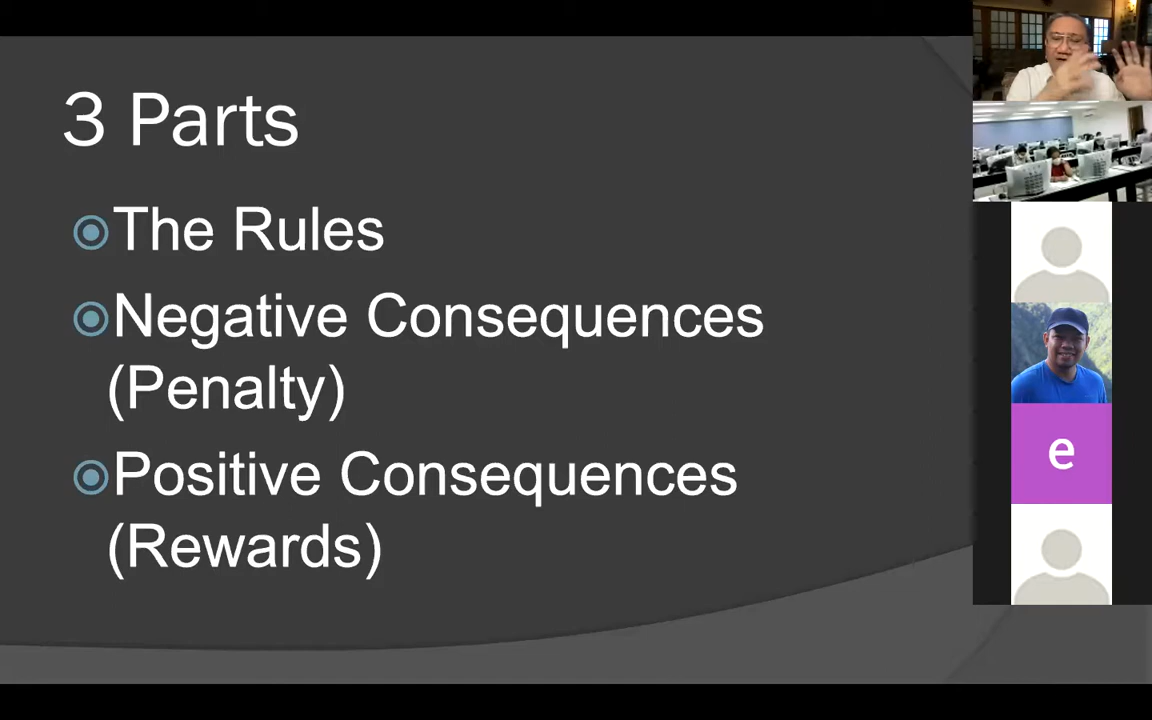 3 Parts
The Rules
Negative Consequences
(Penalty)
Positive Consequences
(Rewards)
e